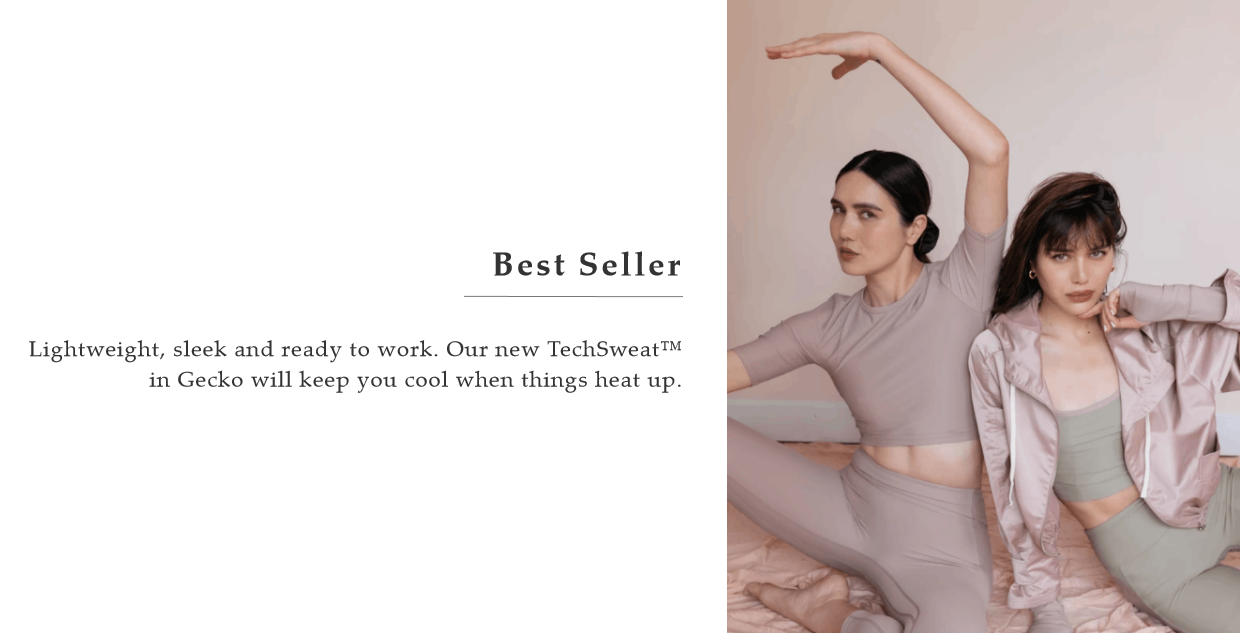 Best Seller
Lightweight, sleek and ready to work. Our new TechSweat™
in Gecko will keep you cool when things heat up.